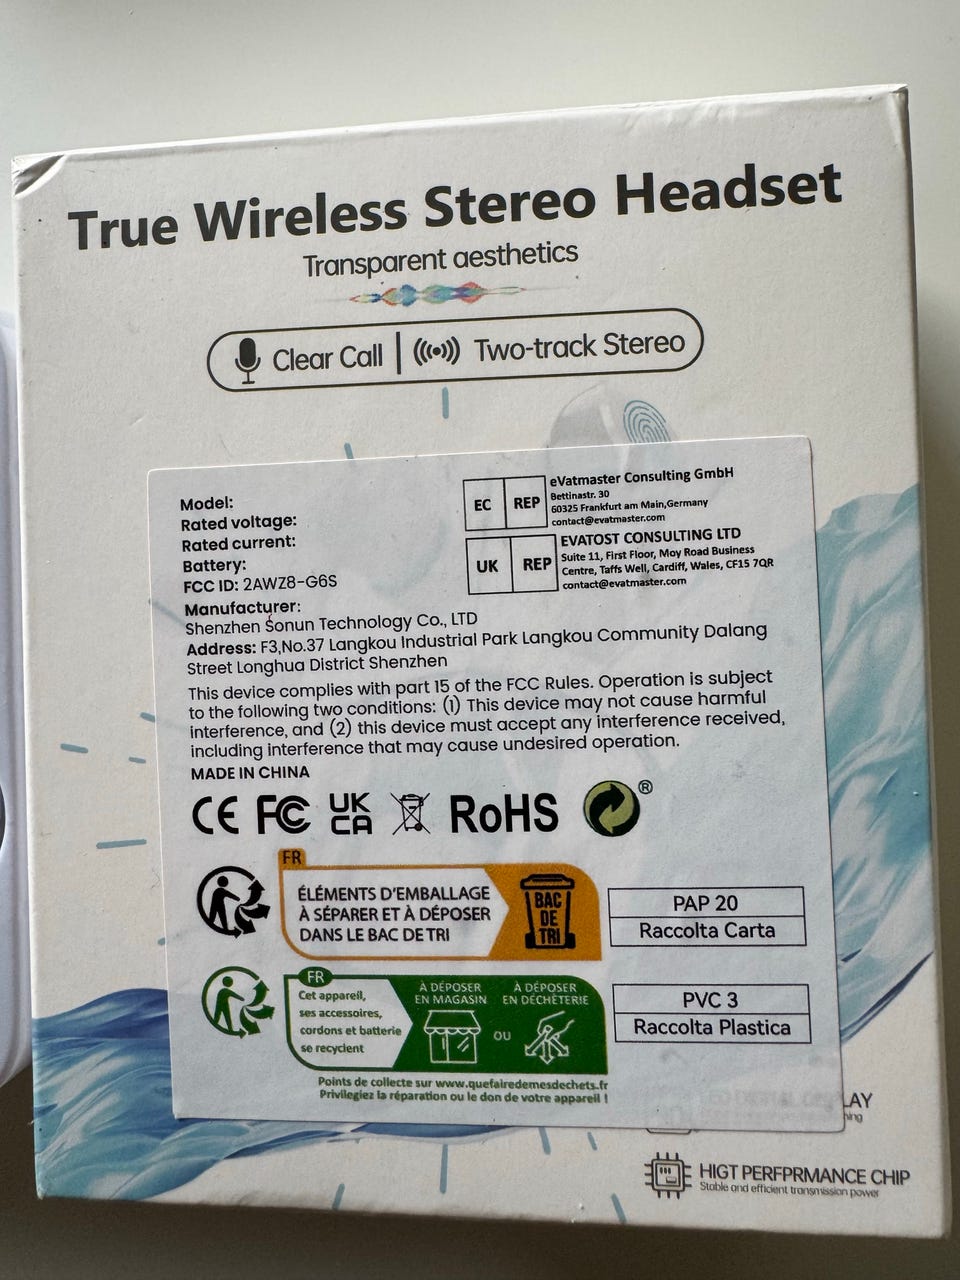 True Wireless Stereo Headset
Transparent aesthetics
Clear Call | Two-track Stereo
Model:
Rated voltage:
Rated current:
Battery:
FCC ID: 2AWZ8-G6S
EC REP
eVatmaster Consulting GmbH
Bettinastr. 30
60325 Frankfurt am Main,Germany
contact@evatmaster.com
UK REP
EVATOST CONSULTING LTD
Suite 11, First Floor, Moy Road Business
Centre, Taffs Well, Cardiff, Wales, CF15 7QR
contact@evatmaster.com
Manufacturer:
Shenzhen Sonun Technology Co., LTD
Address: F3,No.37 Langkou Industrial Park Langkou Community Dalang
Street Longhua District Shenzhen
This device complies with part 15 of the FCC Rules. Operation is subject
to the following two conditions: (1) This device may not cause harmful
interference, and (2) this device must accept any interference received,
including interference that may cause undesired operation.
MADE IN CHINA
CE FC UK CA RoHS ®
FR
ÉLÉMENTS D'EMBALLAGE
À SÉPARER ET À DÉPOSER
DANS LE BAC DE TRI
BAC
DE
TRI
PAP 20
Raccolta Carta
FR
Cet appareil,
ses accessoires,
cordons et batterie
se recyclent
À DÉPOSER
EN MAGASIN
OU
À DÉPOSER
EN DÉCHÈTERIE
PVC 3
Raccolta Plastica
Points de collecte sur www.quefairedemesdechets.fr
Privilegiez la réparation ou le don de votre appareil !
LED DIGITAL DISPLAY
HIGT PERFPRMANCE CHIP
Stable and efficient transmission power